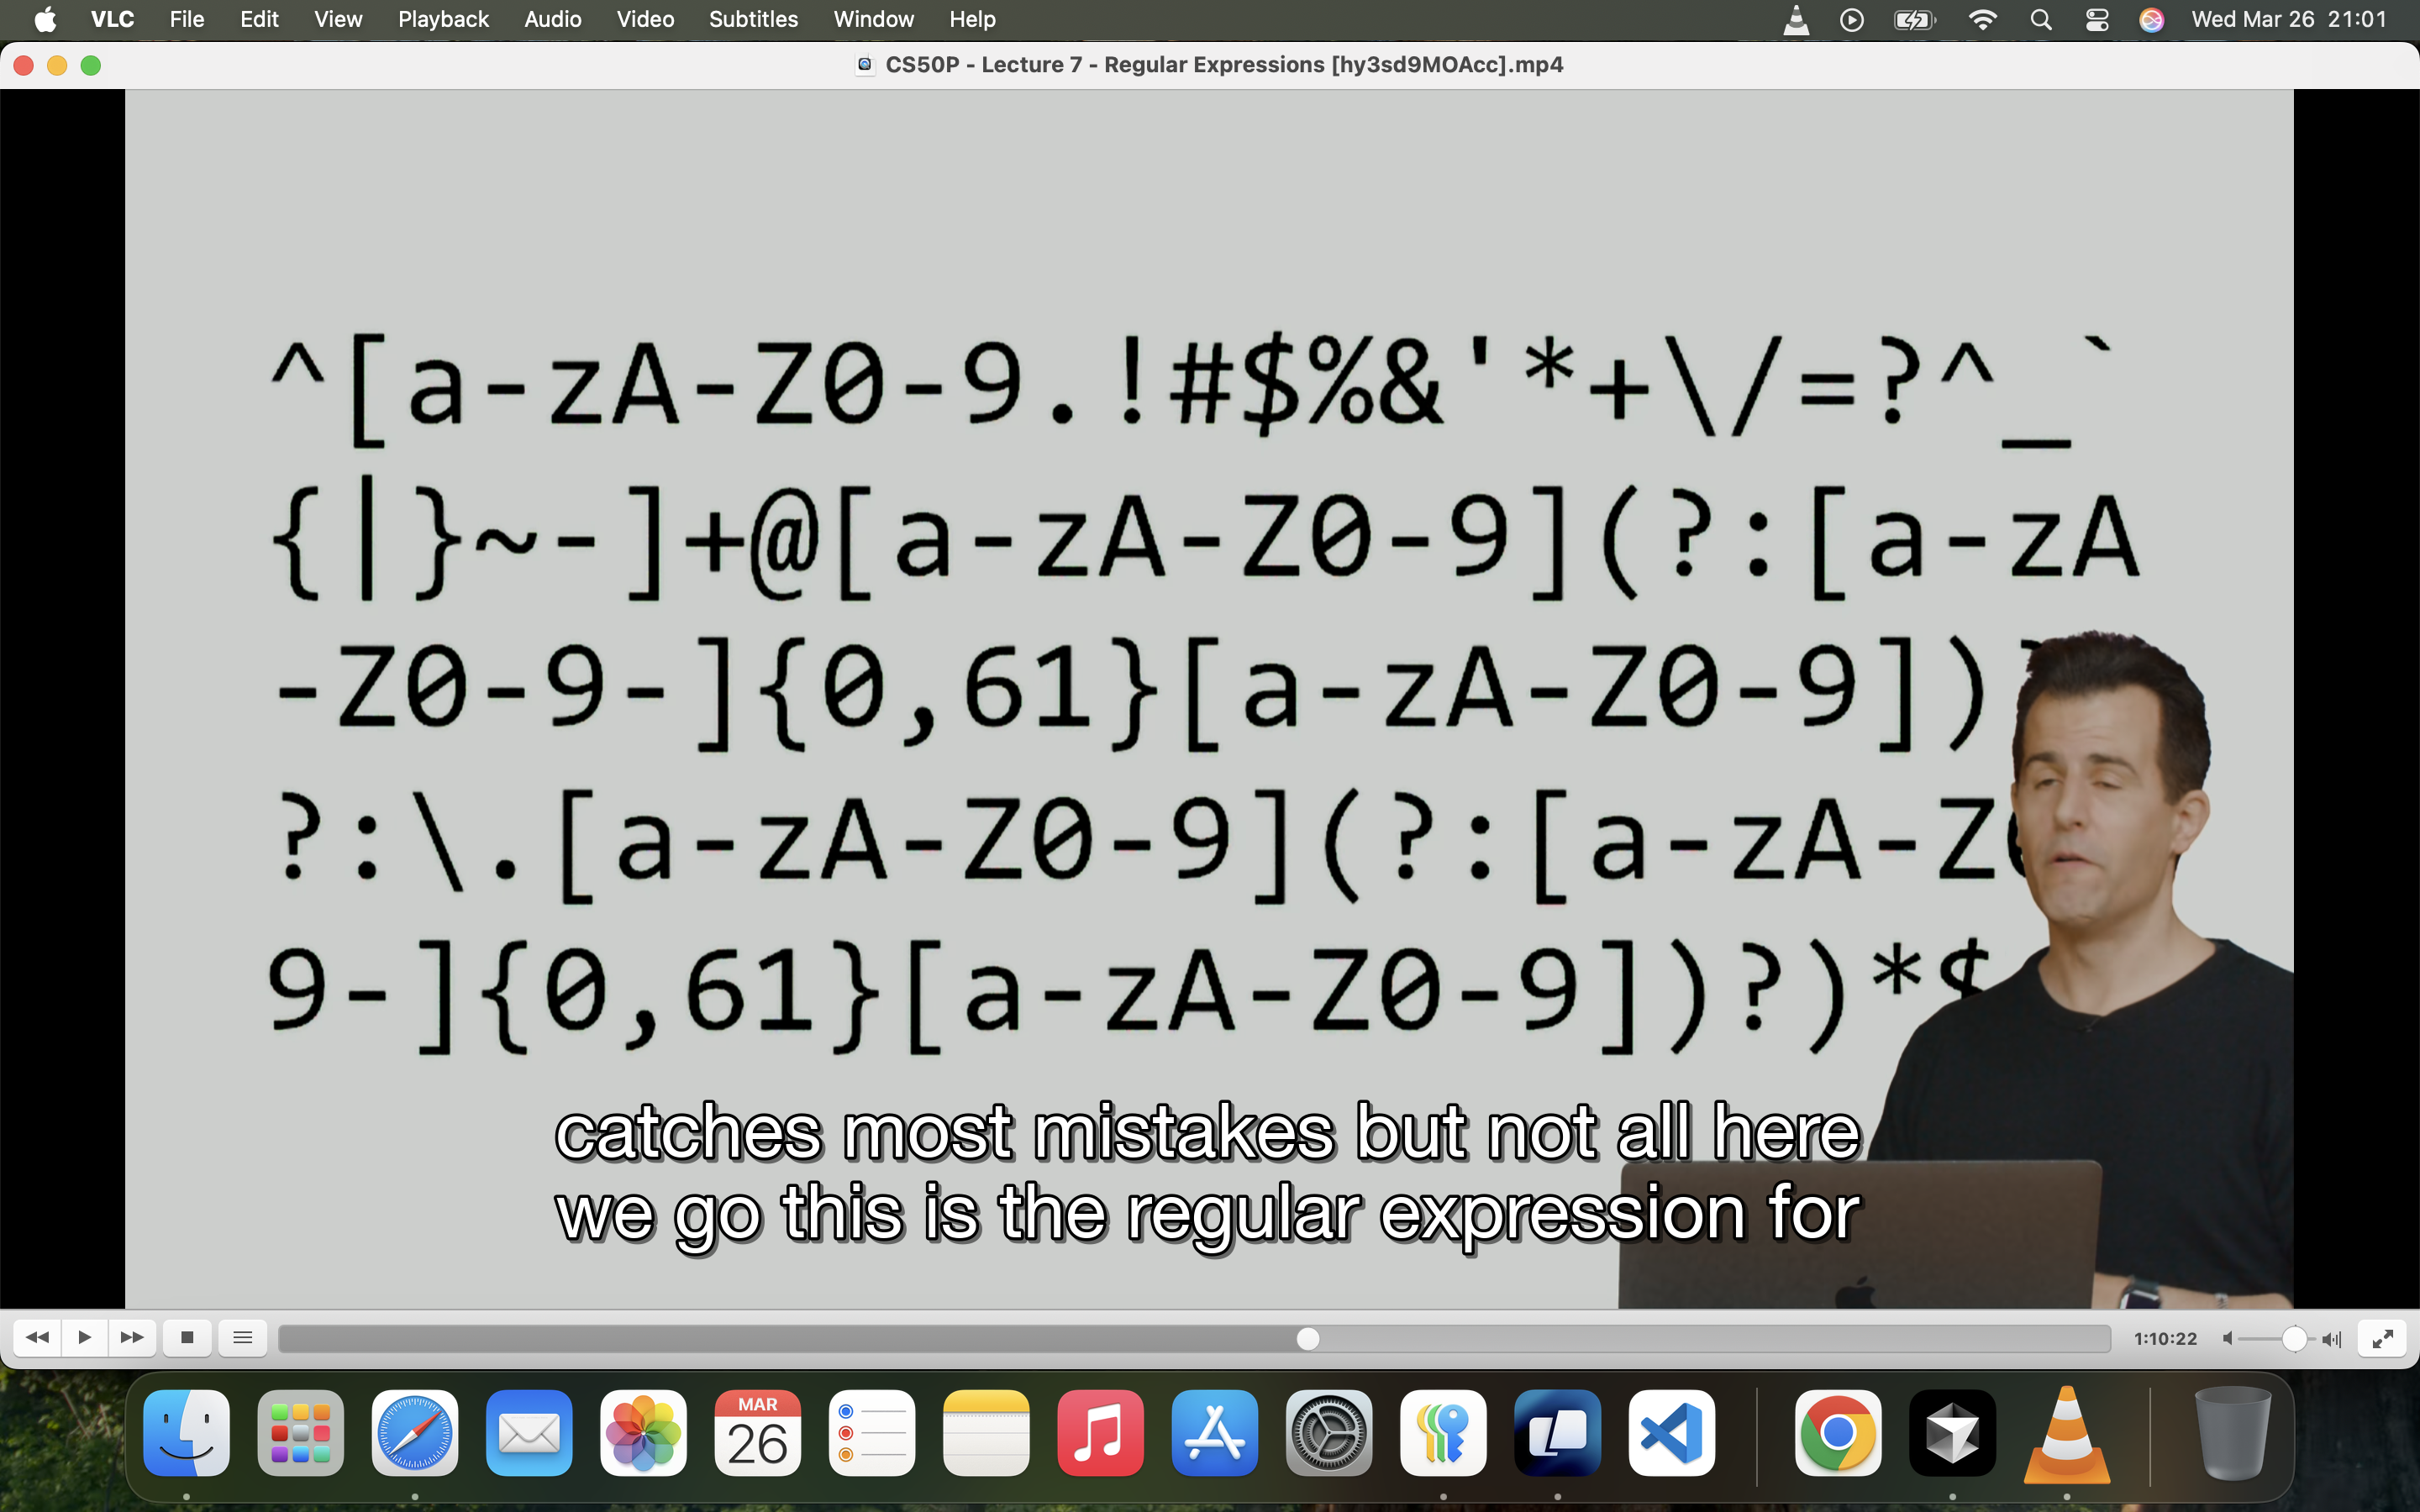 VLC File Edit View Playback Audio Video Subtitles Window Help Wed Mar 26 21:01
CS50P - Lecture 7 - Regular Expressions [hy3sd9MOAcc].mp4
^[a-zA-Z0-9.!#$%&'*+\/=?^_`
{|}~-]+@[a-zA-Z0-9](?:[a-zA
-Z0-9-]{0,61}[a-zA-Z0-9])
?:\.[a-zA-Z0-9](?:[a-zA-Z
9-]{0,61}[a-zA-Z0-9])?)*$
catches most mistakes but not all here
we go this is the regular expression for
1:10:22
MAR
26